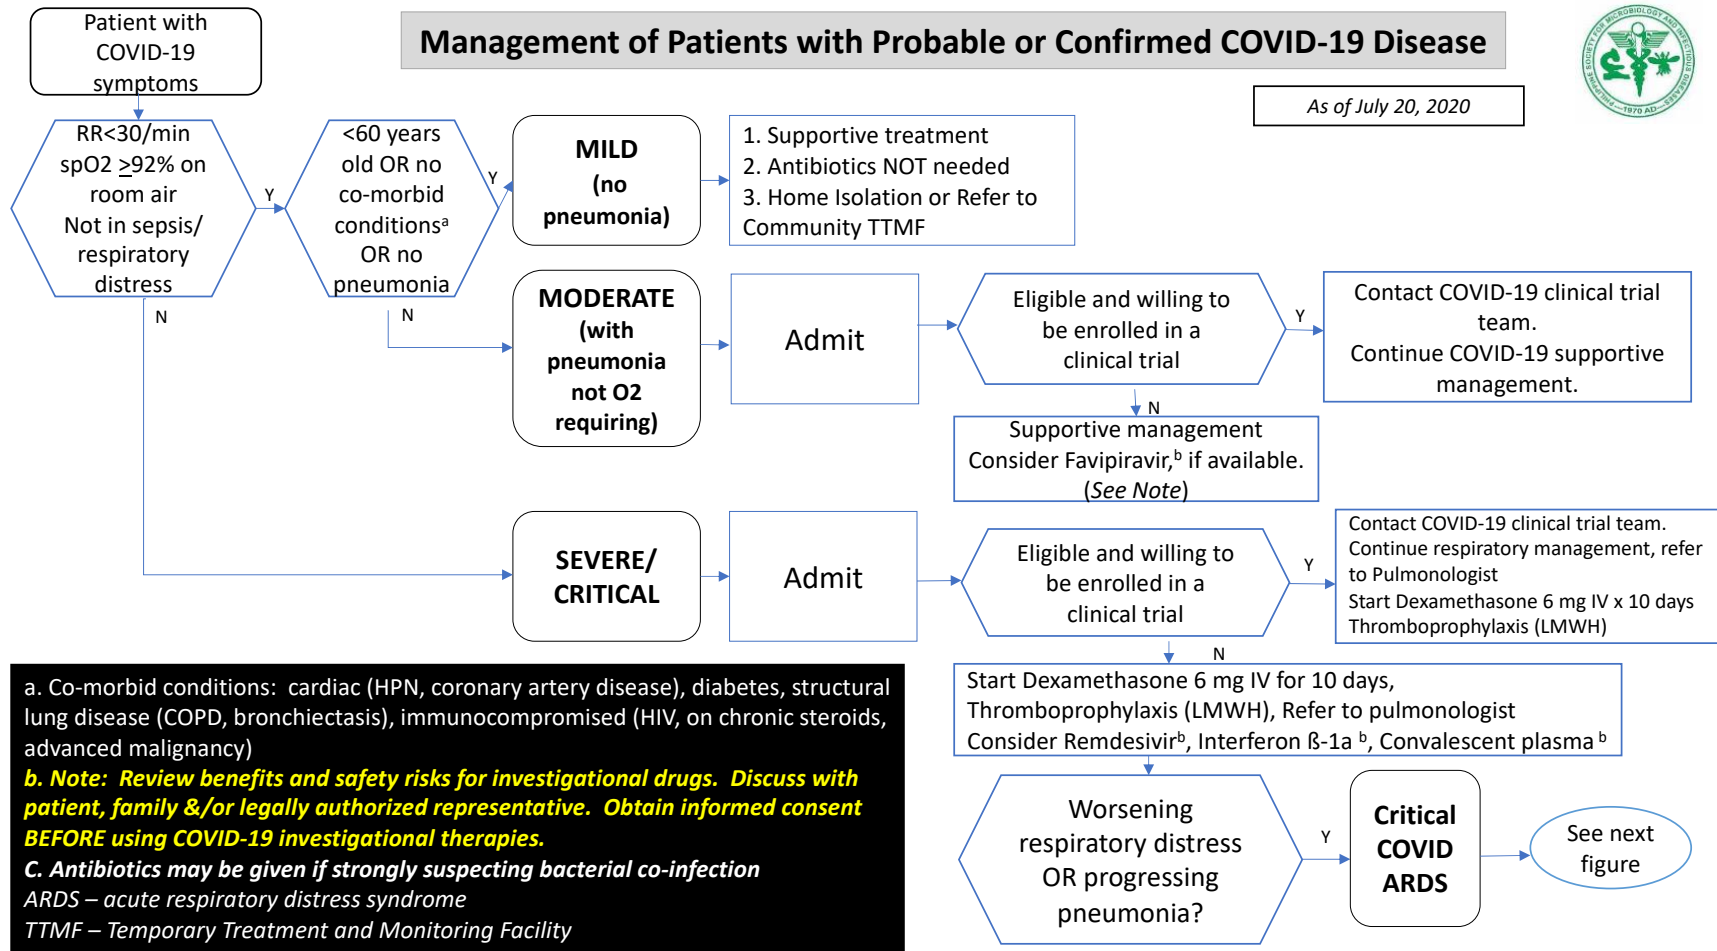 Patient with
COVID-19
symptoms
Management of Patients with Probable or Confirmed COVID-19 Disease
PHILIPPINE SOCIETY FOR MICROBIOLOGY AND INFECTIOUS DISEASES
1970 AD
As of July 20, 2020
RR<30/min
spO2 >92% on
room air
Not in sepsis/
respiratory
distress
Y
N
<60 years
old OR no
co-morbid
conditionsᵃ
OR no
pneumonia
Y
N
MILD
(no
pneumonia)
1. Supportive treatment
2. Antibiotics NOT needed
3. Home Isolation or Refer to
Community TTMF
MODERATE
(with
pneumonia
not O2
requiring)
Admit
Eligible and willing to
be enrolled in a
clinical trial
Y
Contact COVID-19 clinical trial
team.
Continue COVID-19 supportive
management.
N
Supportive management
Consider Favipiravir,ᵇ if available.
(See Note)
SEVERE/
CRITICAL
Admit
Eligible and willing to
be enrolled in a
clinical trial
Y
Contact COVID-19 clinical trial team.
Continue respiratory management, refer
to Pulmonologist
Start Dexamethasone 6 mg IV x 10 days
Thromboprophylaxis (LMWH)
N
Start Dexamethasone 6 mg IV for 10 days,
Thromboprophylaxis (LMWH), Refer to pulmonologist
Consider Remdesivirᵇ, Interferon ß-1a ᵇ, Convalescent plasma ᵇ
Worsening
respiratory distress
OR progressing
pneumonia?
Y
Critical
COVID
ARDS
See next
figure
a. Co-morbid conditions: cardiac (HPN, coronary artery disease), diabetes, structural
lung disease (COPD, bronchiectasis), immunocompromised (HIV, on chronic steroids,
advanced malignancy)
b. Note: Review benefits and safety risks for investigational drugs. Discuss with
patient, family &/or legally authorized representative. Obtain informed consent
BEFORE using COVID-19 investigational therapies.
C. Antibiotics may be given if strongly suspecting bacterial co-infection
ARDS – acute respiratory distress syndrome
TTMF – Temporary Treatment and Monitoring Facility